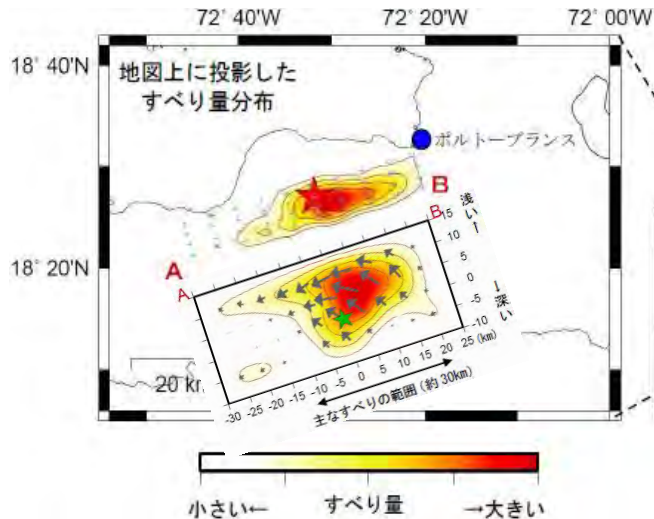 72° 40' W
72° 20' W
72° 00' W
18° 40'N
地図上に投影した
すべり量分布
ポルトープランス
B
A
18° 20'N
B
A
浅い←
→深い
15
10
5
0
-5
-10
-30
-25
-20
-15
-10
-5
0
5
10
15
20
25
(km)
20 km
主なすべりの範囲(約30km)
小さい←
すべり量
→大きい